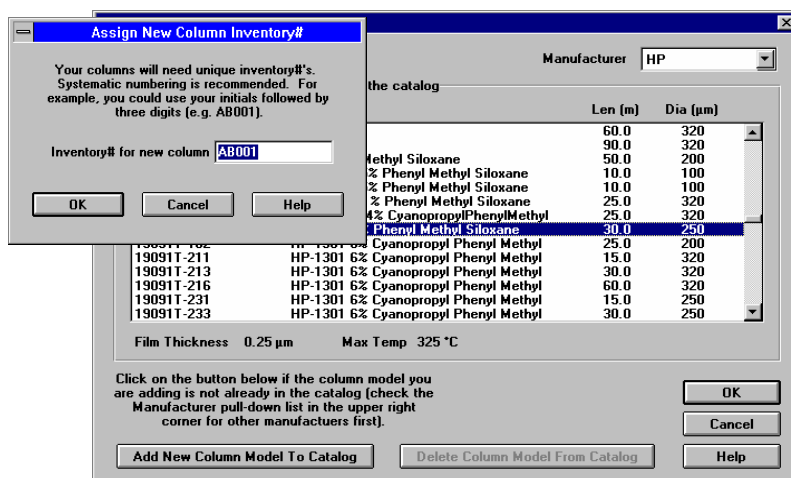 Assign New Column Inventory#
Your columns will need unique inventory#'s.
Systematic numbering is recommended. For
example, you could use your initials followed by
three digits (e.g. AB001).
Inventory# for new column AB001
OK Cancel Help
Manufacturer HP
the catalog
Len (m) Dia (µm)
60.0 320
90.0 320
Methyl Siloxane 50.0 200
% Phenyl Methyl Siloxane 10.0 100
% Phenyl Methyl Siloxane 10.0 100
% Phenyl Methyl Siloxane 25.0 320
4% CyanopropylPhenylMethyl 25.0 320
Phenyl Methyl Siloxane 30.0 250
19091T-102 HP-1301 6% Cyanopropyl Phenyl Methyl 25.0 200
19091T-211 HP-1301 6% Cyanopropyl Phenyl Methyl 15.0 320
19091T-213 HP-1301 6% Cyanopropyl Phenyl Methyl 30.0 320
19091T-216 HP-1301 6% Cyanopropyl Phenyl Methyl 60.0 320
19091T-231 HP-1301 6% Cyanopropyl Phenyl Methyl 15.0 250
19091T-233 HP-1301 6% Cyanopropyl Phenyl Methyl 30.0 250
Film Thickness 0.25 µm Max Temp 325 °C
Click on the button below if the column model you
are adding is not already in the catalog (check the
Manufacturer pull-down list in the upper right
corner for other manufactuers first).
OK
Cancel
Add New Column Model To Catalog Delete Column Model From Catalog Help